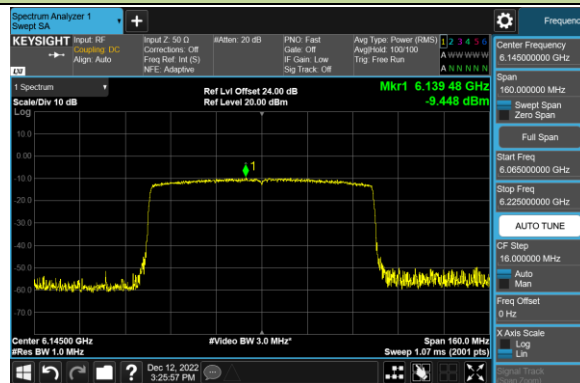 Spectrum Analyzer 1
Swept SA
Frequenc
KEYSIGHT
Input: RF
Coupling: DC
Align: Auto
Input Z: 50 Ω
Corrections: Off
Freq Ref: Int (S)
NFE: Adaptive
#Atten: 20 dB
PNO: Fast
Gate: Off
IF Gain: Low
Sig Track: Off
Avg Type: Power (RMS)
Avg|Hold: 100/100
Trig: Free Run
1 2 3 4 5 6
A W W W W W
A N N N N N
LXI
1 Spectrum
Scale/Div 10 dB
Log
Ref Lvl Offset 24.00 dB
Ref Level 20.00 dBm
Mkr1 6.139 48 GHz
-9.448 dBm
10.0
0.00
-10.0
-20.0
-30.0
-40.0
-50.0
-60.0
-70.0
1
Center 6.14500 GHz
#Res BW 1.0 MHz
#Video BW 3.0 MHz*
Span 160.0 MHz
Sweep 1.07 ms (2001 pts)
Center Frequency
6.145000000 GHz
Span
160.000000 MHz
Swept Span
Zero Span
Full Span
Start Freq
6.065000000 GHz
Stop Freq
6.225000000 GHz
AUTO TUNE
CF Step
16.000000 MHz
Auto
Man
Freq Offset
0 Hz
X Axis Scale
Log
Lin
Signal Track
(Span Zoom)
?
Dec 12, 2022
3:25:57 PM